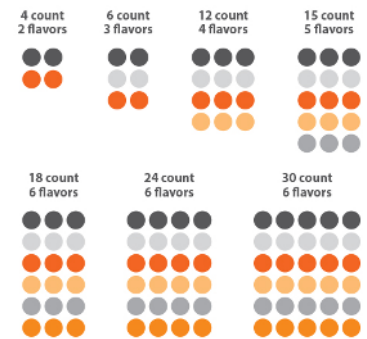 4 count
2 flavors
6 count
3 flavors
12 count
4 flavors
15 count
5 flavors
18 count
6 flavors
24 count
6 flavors
30 count
6 flavors